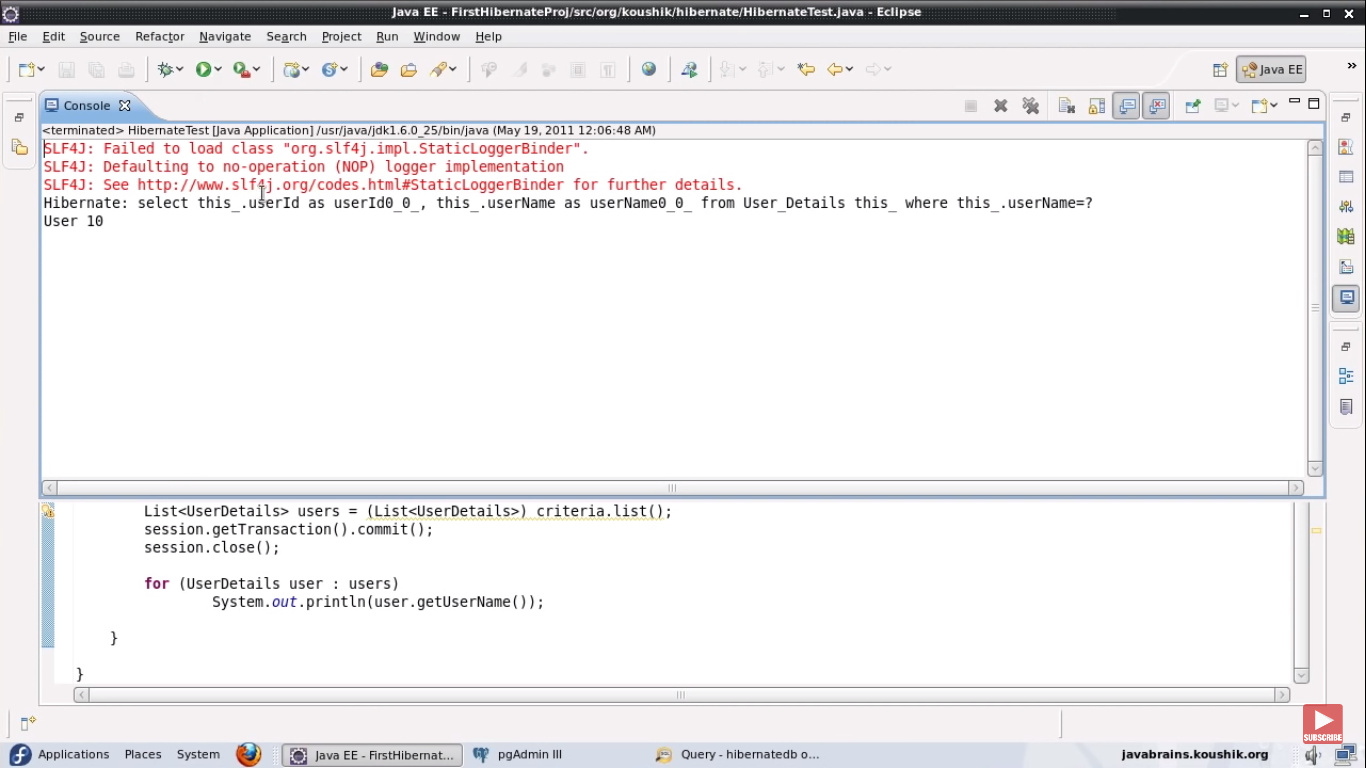 Java EE - FirstHibernateProj/src/org/koushik/hibernate/HibernateTest.java - Eclipse
File Edit Source Refactor Navigate Search Project Run Window Help
Java EE
Console
<terminated> HibernateTest [Java Application] /usr/java/jdk1.6.0_25/bin/java (May 19, 2011 12:06:48 AM)
SLF4J: Failed to load class "org.slf4j.impl.StaticLoggerBinder".
SLF4J: Defaulting to no-operation (NOP) logger implementation
SLF4J: See http://www.slf4j.org/codes.html#StaticLoggerBinder for further details.
Hibernate: select this_.userId as userId0_0_, this_.userName as userName0_0_ from User_Details this_ where this_.userName=?
User 10
List<UserDetails> users = (List<UserDetails>) criteria.list();
session.getTransaction().commit();
session.close();
for (UserDetails user : users)
System.out.println(user.getUserName());
}
}
SUBSCRIBE
Applications Places System Java EE - FirstHibernat... pgAdmin III Query - hibernatedb o... javabrains.koushik.org